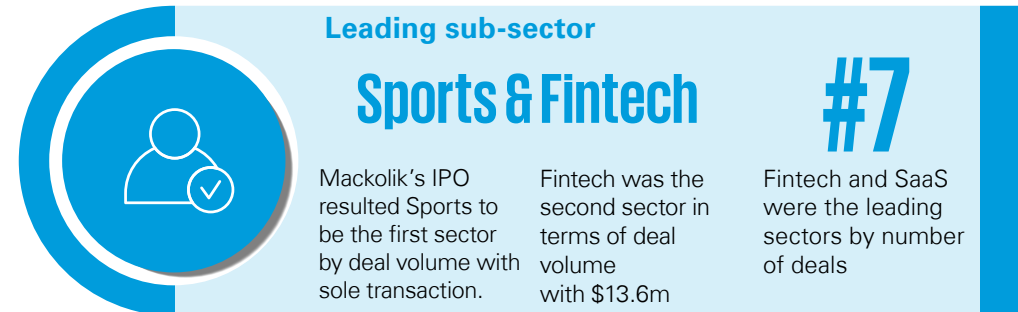 Leading sub-sector
Sports & Fintech
#7
Mackolik's IPO
resulted Sports to
be the first sector
by deal volume with
sole transaction.
Fintech was the
second sector in
terms of deal
volume
with $13.6m
Fintech and SaaS
were the leading
sectors by number
of deals